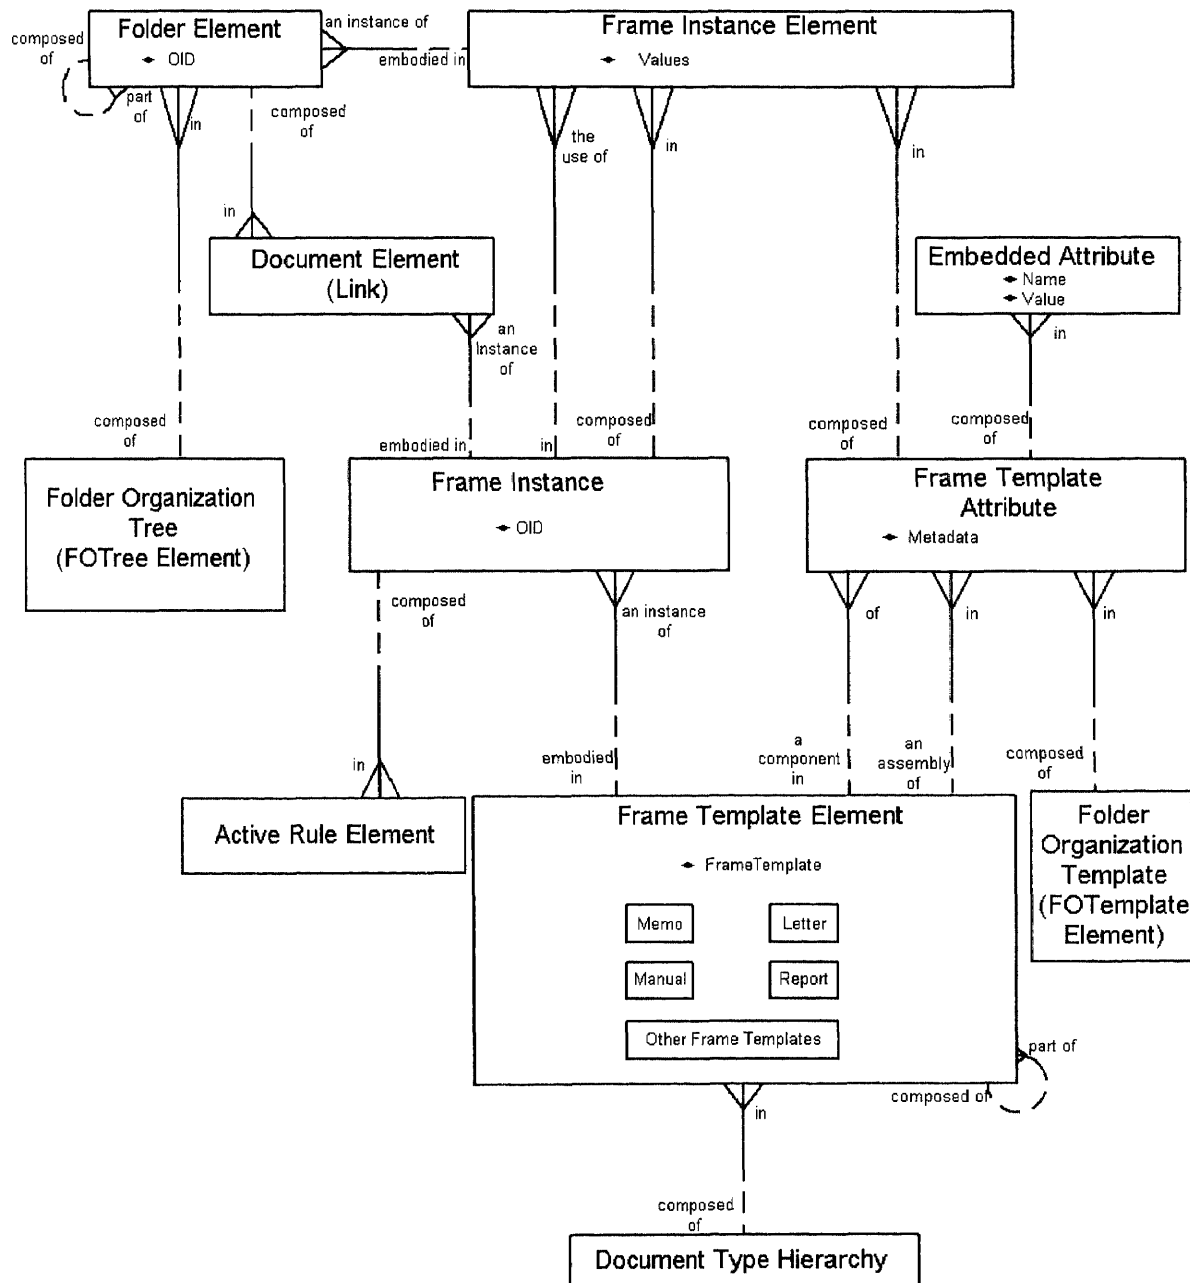 Folder Element
OID
composed
of
part
of
in
composed
of
an instance of
embodied in
Frame Instance Element
Values
the
use of
in
in
in
Document Element
(Link)
an
Instance
of
Embedded Attribute
Name
Value
in
composed
of
embodied in
in
composed
of
composed
of
composed
of
Folder Organization
Tree
(FOTree Element)
Frame Instance
OID
Frame Template
Attribute
Metadata
composed
of
an instance
of
of
in
in
in
embodied
in
a
component
in
an
assembly
of
composed
of
Active Rule Element
Frame Template Element
FrameTemplate
Memo
Letter
Manual
Report
Other Frame Templates
Folder
Organization
Template
(FOTemplate
Element)
part of
composed of
in
composed
of
Document Type Hierarchy